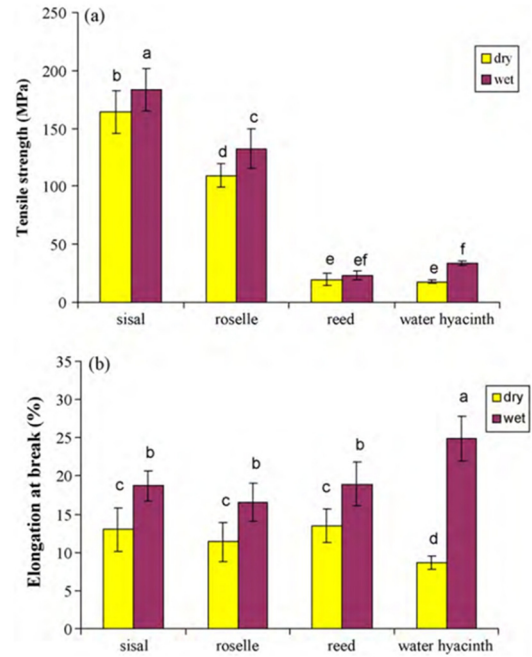 (a)
Tensile strength (MPa)
250
200
150
100
50
0
dry
wet
b
a
d
c
e
ef
e
f
sisal
roselle
reed
water hyacinth
(b)
Elongation at break (%)
35
30
25
20
15
10
5
0
dry
wet
c
b
c
b
c
b
d
a
sisal
roselle
reed
water hyacinth